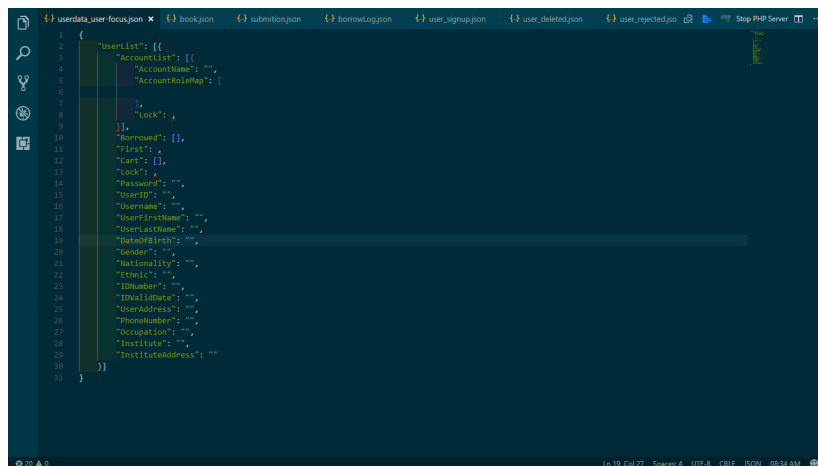 userdata_user-focus.json × book.json submition.json borrowLog.json user_signup.json user_deleted.json user_rejected.jso Stop PHP Server
1 {
2 "UserList": [{
3 "AccountList": [{
4 "AccountName": "",
5 "AccountRoleMap": [
6
7 ],
8 "Lock": ,
9 }],
10 "Borrowed": [],
11 "First": ,
12 "Cart": [],
13 "Lock": ,
14 "Password": "",
15 "UserID": "",
16 "Username": "",
17 "UserFirstName": "",
18 "UserLastName": "",
19 "DateOfBirth": "",
20 "Gender": "",
21 "Nationality": "",
22 "Ethnic": "",
23 "IDNumber": "",
24 "IDValidDate": "",
25 "UserAddress": "",
26 "PhoneNumber": "",
27 "Occupation": "",
28 "Institute": "",
29 "InstituteAddress": ""
30 }]
31 }
20 0 Ln 19, Col 27 Spaces: 4 UTF-8 CRLF JSON 08:34 AM